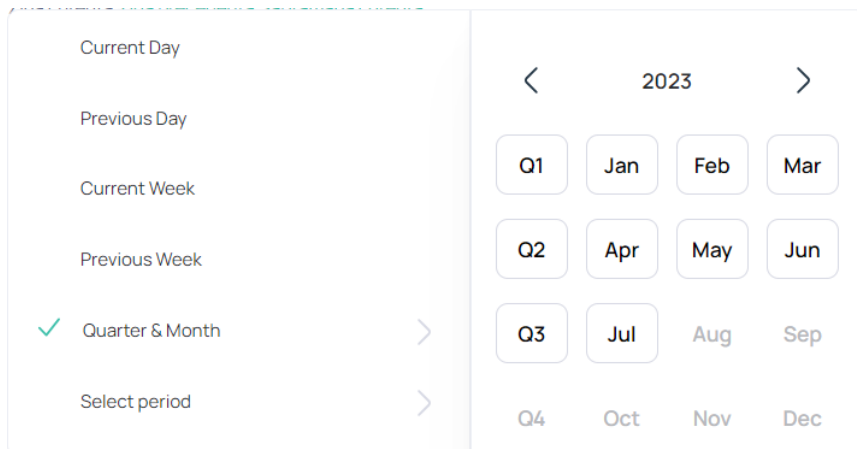 Current Day
Previous Day
Current Week
Previous Week
Quarter & Month
Select period
2023
Q1 Jan Feb Mar
Q2 Apr May Jun
Q3 Jul Aug Sep
Q4 Oct Nov Dec